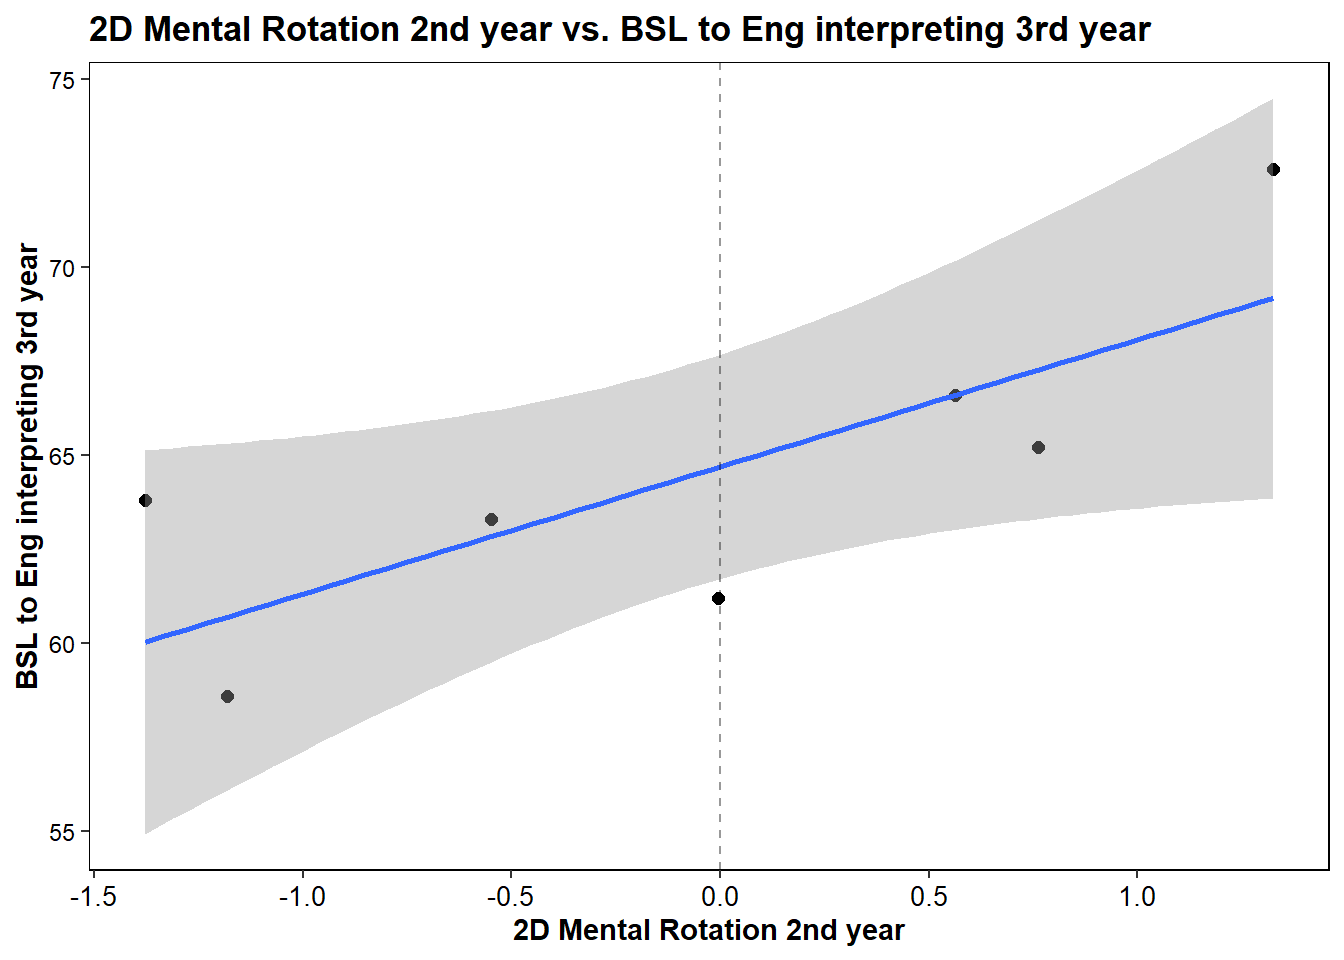 2D Mental Rotation 2nd year vs. BSL to Eng interpreting 3rd year
BSL to Eng interpreting 3rd year
75
70
65
60
55
-1.5 -1.0 -0.5 0.0 0.5 1.0
2D Mental Rotation 2nd year